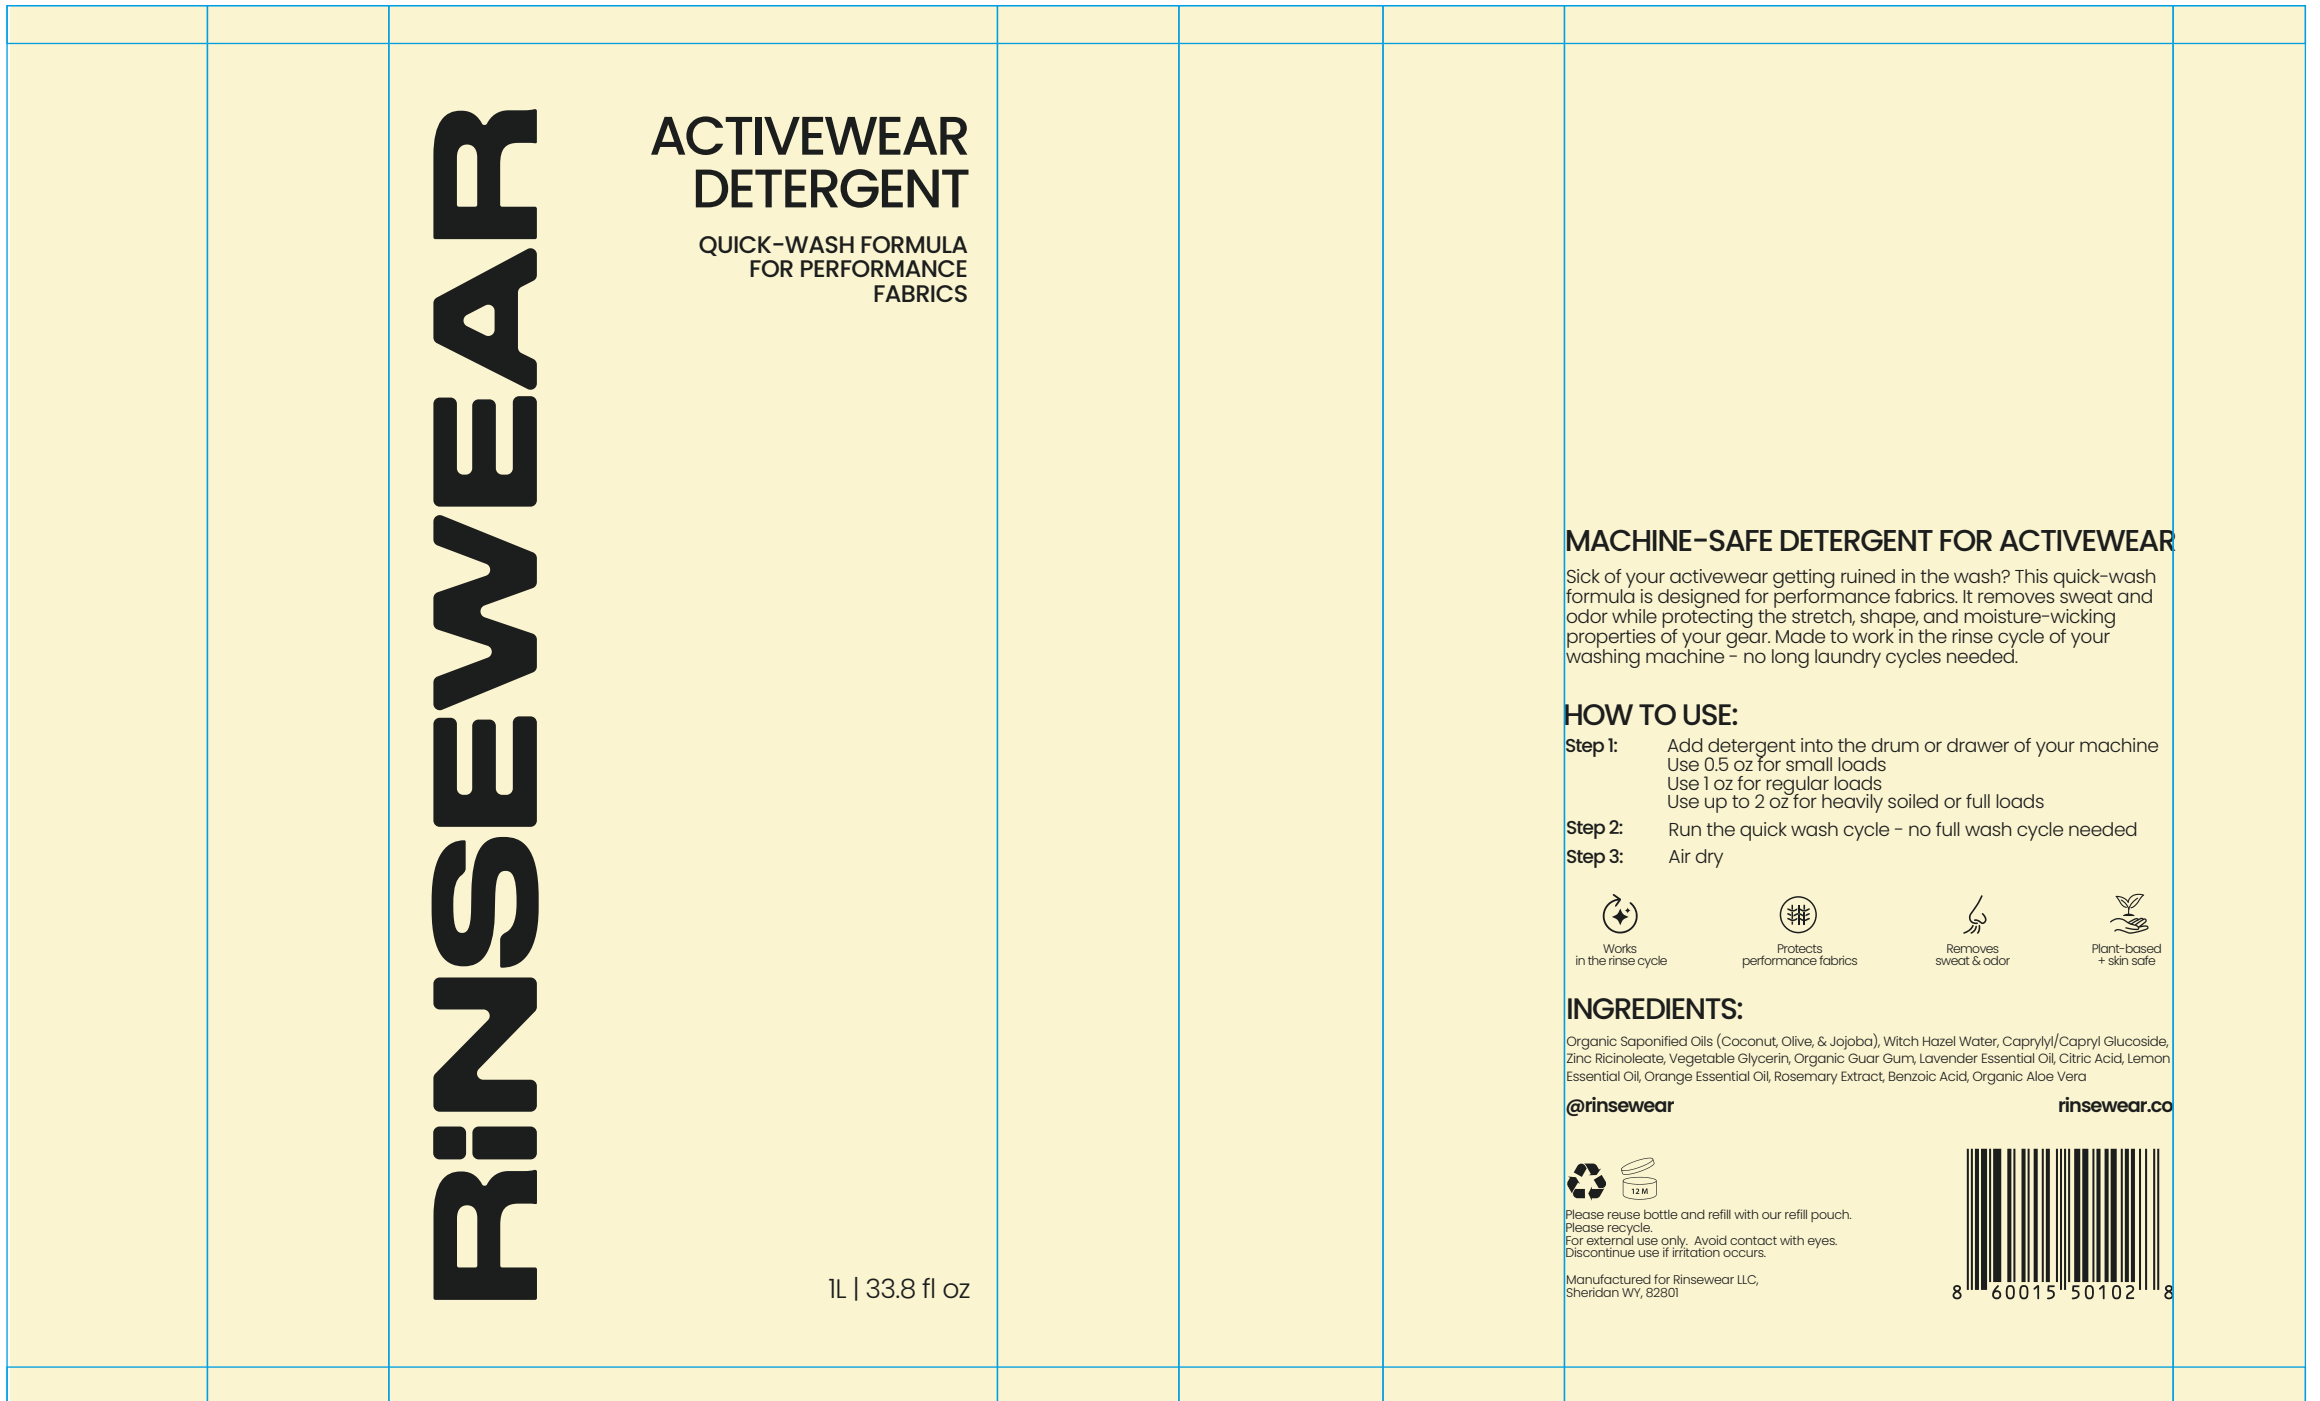 RiNSEWEAR
ACTIVEWEAR
DETERGENT
QUICK-WASH FORMULA
FOR PERFORMANCE
FABRICS
1L | 33.8 fl oz
MACHINE-SAFE DETERGENT FOR ACTIVEWEAR
Sick of your activewear getting ruined in the wash? This quick-wash
formula is designed for performance fabrics. It removes sweat and
odor while protecting the stretch, shape, and moisture-wicking
properties of your gear. Made to work in the rinse cycle of your
washing machine - no long laundry cycles needed.
HOW TO USE:
Step 1: Add detergent into the drum or drawer of your machine
Use 0.5 oz for small loads
Use 1 oz for regular loads
Use up to 2 oz for heavily soiled or full loads
Step 2: Run the quick wash cycle - no full wash cycle needed
Step 3: Air dry
Works
in the rinse cycle
Protects
performance fabrics
Removes
sweat & odor
Plant-based
+ skin safe
INGREDIENTS:
Organic Saponified Oils (Coconut, Olive, & Jojoba), Witch Hazel Water, Caprylyl/Capryl Glucoside,
Zinc Ricinoleate, Vegetable Glycerin, Organic Guar Gum, Lavender Essential Oil, Citric Acid, Lemon
Essential Oil, Orange Essential Oil, Rosemary Extract, Benzoic Acid, Organic Aloe Vera
@rinsewear rinsewear.co
12 M
Please reuse bottle and refill with our refill pouch.
Please recycle.
For external use only. Avoid contact with eyes.
Discontinue use if irritation occurs.
Manufactured for Rinsewear LLC,
Sheridan WY, 82801
8 60015 50102 8